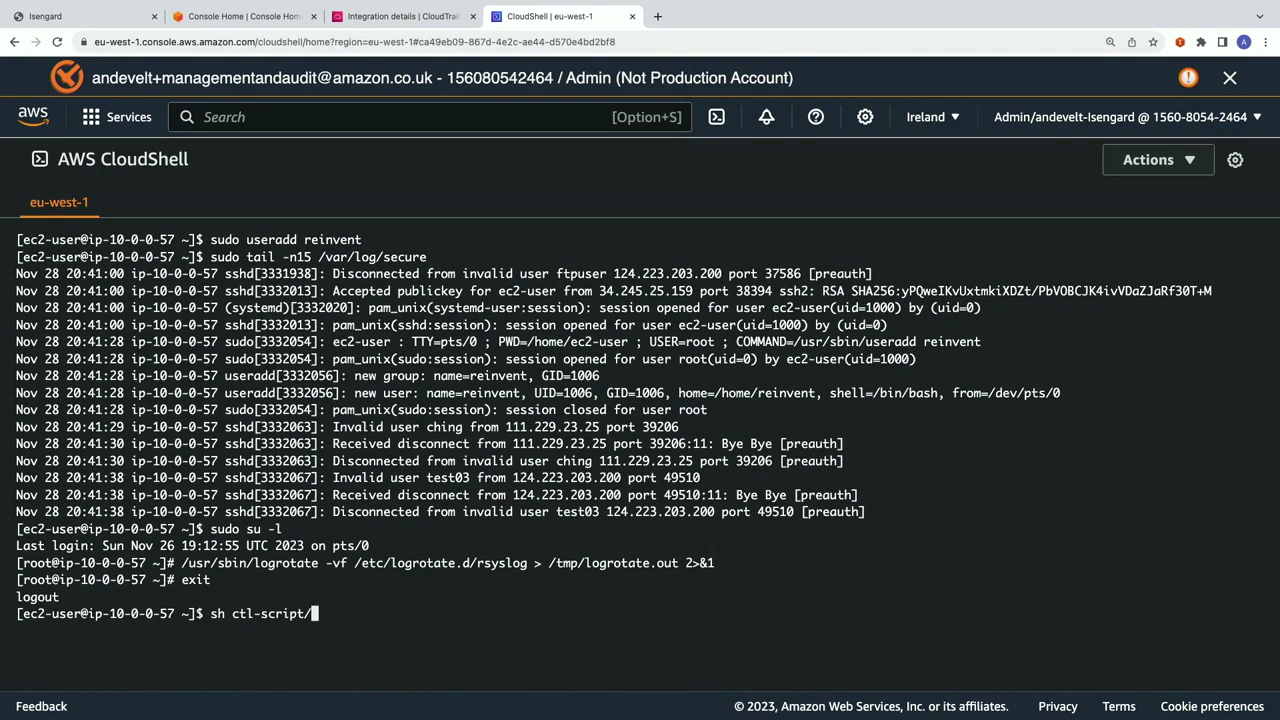 Isengard
Console Home | Console Hom
Integration details | CloudTrail
CloudShell | eu-west-1
eu-west-1.console.aws.amazon.com/cloudshell/home?region=eu-west-1#ca49eb09-867d-4e2c-ae44-d570e4bd2bf8
A
andevelt+managementandaudit@amazon.co.uk - 156080542464 / Admin (Not Production Account)
aws
Services
Search
[Option+S]
Ireland
Admin/andevelt-Isengard @ 1560-8054-2464
AWS CloudShell
Actions
eu-west-1
[ec2-user@ip-10-0-0-57 ~]$ sudo useradd reinvent
[ec2-user@ip-10-0-0-57 ~]$ sudo tail -n15 /var/log/secure
Nov 28 20:41:00 ip-10-0-0-57 sshd[3331938]: Disconnected from invalid user ftpuser 124.223.203.200 port 37586 [preauth]
Nov 28 20:41:00 ip-10-0-0-57 sshd[3332013]: Accepted publickey for ec2-user from 34.245.25.159 port 38394 ssh2: RSA SHA256:yPQweIKvUxtmkiXDZt/PbVOBCJK4ivVDaZJaRf30T+M
Nov 28 20:41:00 ip-10-0-0-57 (systemd)[3332020]: pam_unix(systemd-user:session): session opened for user ec2-user(uid=1000) by (uid=0)
Nov 28 20:41:00 ip-10-0-0-57 sshd[3332013]: pam_unix(sshd:session): session opened for user ec2-user(uid=1000) by (uid=0)
Nov 28 20:41:28 ip-10-0-0-57 sudo[3332054]: ec2-user : TTY=pts/0 ; PWD=/home/ec2-user ; USER=root ; COMMAND=/usr/sbin/useradd reinvent
Nov 28 20:41:28 ip-10-0-0-57 sudo[3332054]: pam_unix(sudo:session): session opened for user root(uid=0) by ec2-user(uid=1000)
Nov 28 20:41:28 ip-10-0-0-57 useradd[3332056]: new group: name=reinvent, GID=1006
Nov 28 20:41:28 ip-10-0-0-57 useradd[3332056]: new user: name=reinvent, UID=1006, GID=1006, home=/home/reinvent, shell=/bin/bash, from=/dev/pts/0
Nov 28 20:41:28 ip-10-0-0-57 sudo[3332054]: pam_unix(sudo:session): session closed for user root
Nov 28 20:41:29 ip-10-0-0-57 sshd[3332063]: Invalid user ching from 111.229.23.25 port 39206
Nov 28 20:41:30 ip-10-0-0-57 sshd[3332063]: Received disconnect from 111.229.23.25 port 39206:11: Bye Bye [preauth]
Nov 28 20:41:30 ip-10-0-0-57 sshd[3332063]: Disconnected from invalid user ching 111.229.23.25 port 39206 [preauth]
Nov 28 20:41:38 ip-10-0-0-57 sshd[3332067]: Invalid user test03 from 124.223.203.200 port 49510
Nov 28 20:41:38 ip-10-0-0-57 sshd[3332067]: Received disconnect from 124.223.203.200 port 49510:11: Bye Bye [preauth]
Nov 28 20:41:38 ip-10-0-0-57 sshd[3332067]: Disconnected from invalid user test03 124.223.203.200 port 49510 [preauth]
[ec2-user@ip-10-0-0-57 ~]$ sudo su -l
Last login: Sun Nov 26 19:12:55 UTC 2023 on pts/0
[root@ip-10-0-0-57 ~]# /usr/sbin/logrotate -vf /etc/logrotate.d/rsyslog > /tmp/logrotate.out 2>&1
[root@ip-10-0-0-57 ~]# exit
logout
[ec2-user@ip-10-0-0-57 ~]$ sh ctl-script/
Feedback
© 2023, Amazon Web Services, Inc. or its affiliates.
Privacy
Terms
Cookie preferences